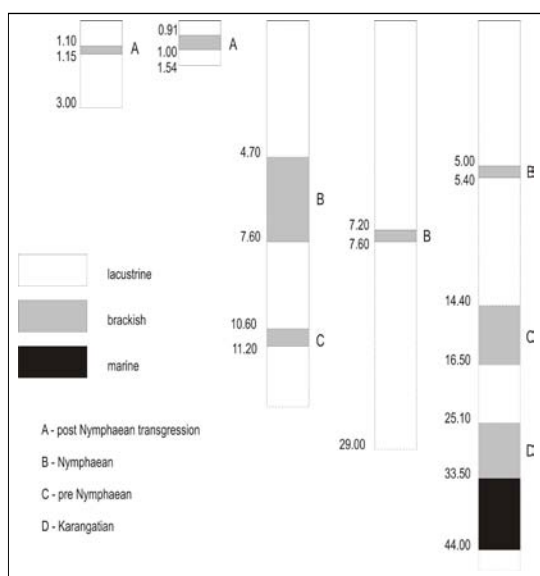 1.10
1.15
A
3.00
0.91
1.00
A
1.54
4.70
B
7.60
10.60
C
11.20
7.20
B
7.60
29.00
5.00
B
5.40
14.40
C
16.50
25.10
D
33.50
44.00
lacustrine
brackish
marine
A - post Nymphaean transgression
B - Nymphaean
C - pre Nymphaean
D - Karangatian